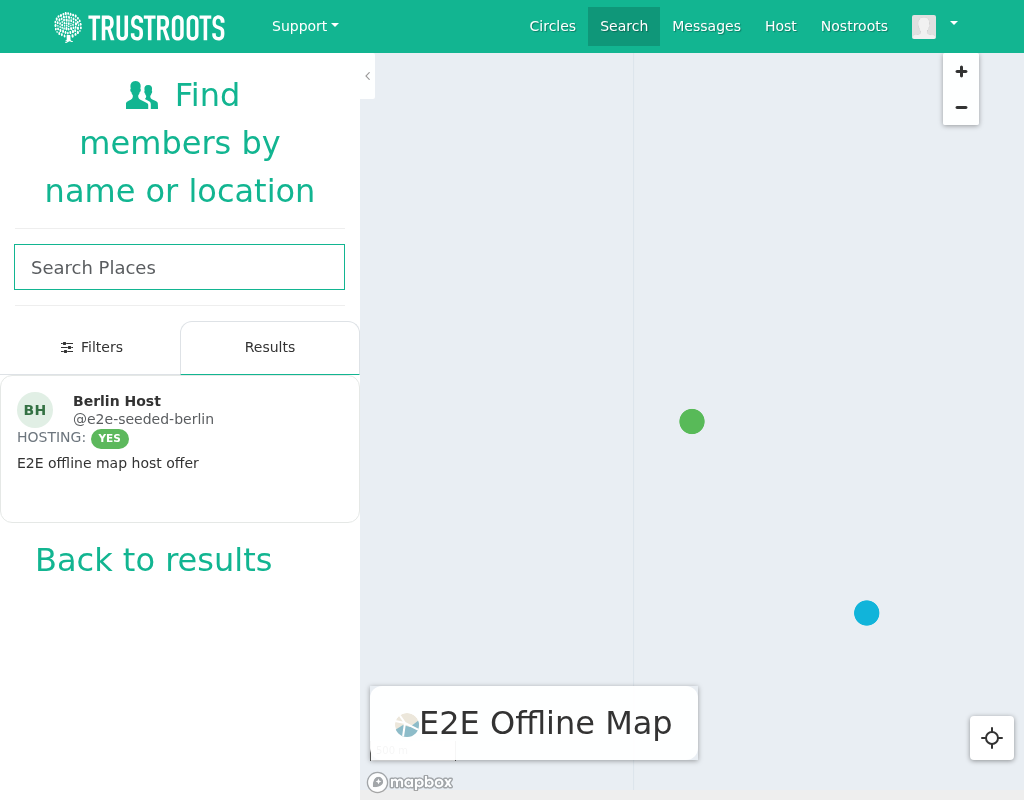 TRUSTROOTS
Support
Circles
Search
Messages
Host
Nostroots
Find
members by
name or location
Search Places
Filters
Results
BH
Berlin Host
@e2e-seeded-berlin
HOSTING: YES
E2E offline map host offer
Back to results
E2E Offline Map
mapbox